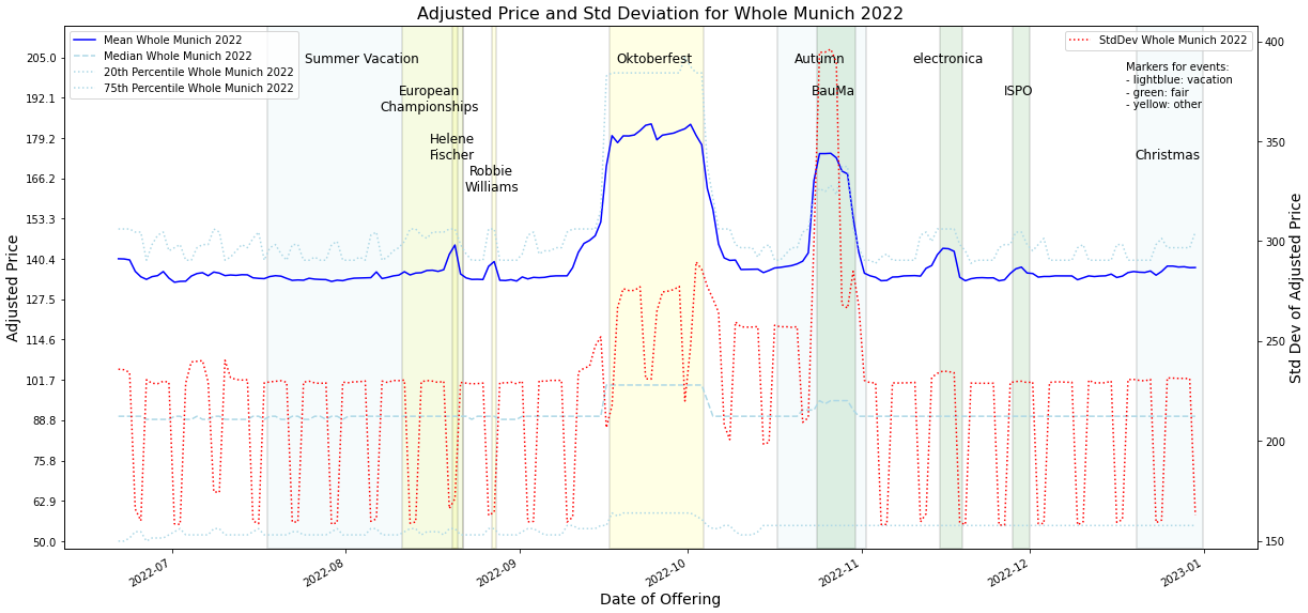 Adjusted Price and Std Deviation for Whole Munich 2022
Mean Whole Munich 2022
Median Whole Munich 2022
20th Percentile Whole Munich 2022
75th Percentile Whole Munich 2022
StdDev Whole Munich 2022
Markers for events:
- lightblue: vacation
- green: fair
- yellow: other
Summer Vacation
European
Championships
Helene
Fischer
Robbie
Williams
Oktoberfest
Autumn
BauMa
electronica
ISPO
Christmas
Adjusted Price
205.0
192.1
179.2
166.2
153.3
140.4
127.5
114.6
101.7
88.8
75.8
62.9
50.0
Std Dev of Adjusted Price
400
350
300
250
200
150
2022-07
2022-08
2022-09
2022-10
2022-11
2022-12
2023-01
Date of Offering